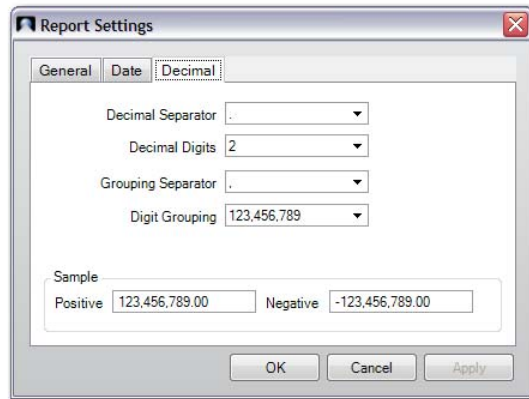 Report Settings
General Date Decimal
Decimal Separator .
Decimal Digits 2
Grouping Separator ,
Digit Grouping 123,456,789
Sample
Positive 123,456,789.00 Negative -123,456,789.00
OK Cancel Apply